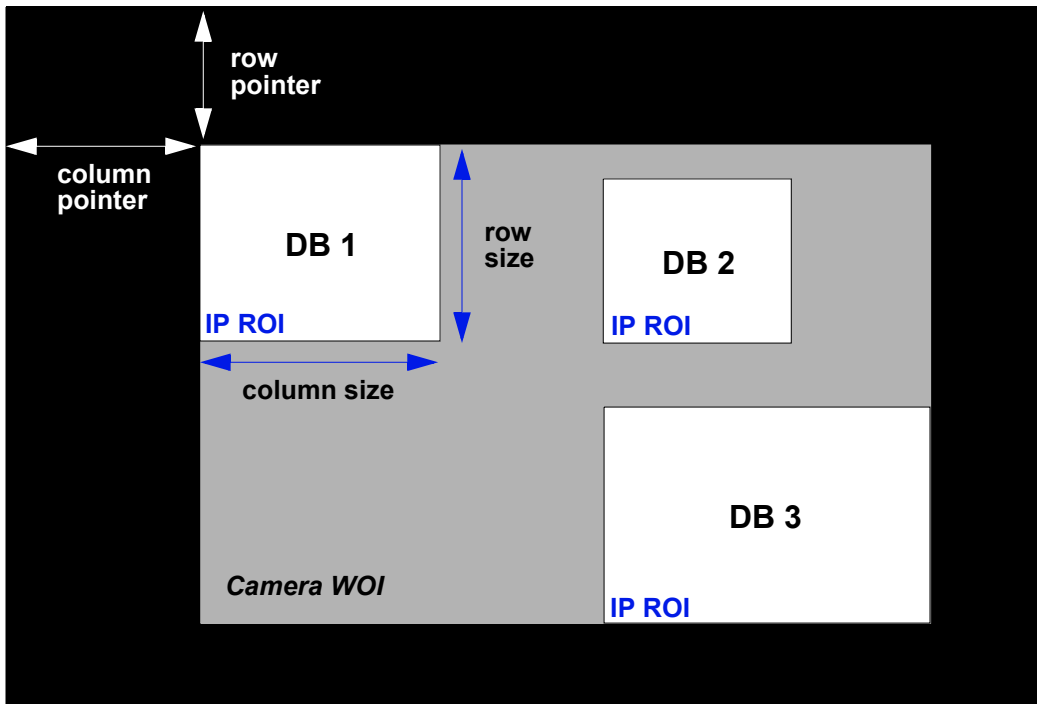 row
pointer
column
pointer
DB 1
row
size
DB 2
IP ROI
IP ROI
column size
DB 3
Camera WOI
IP ROI